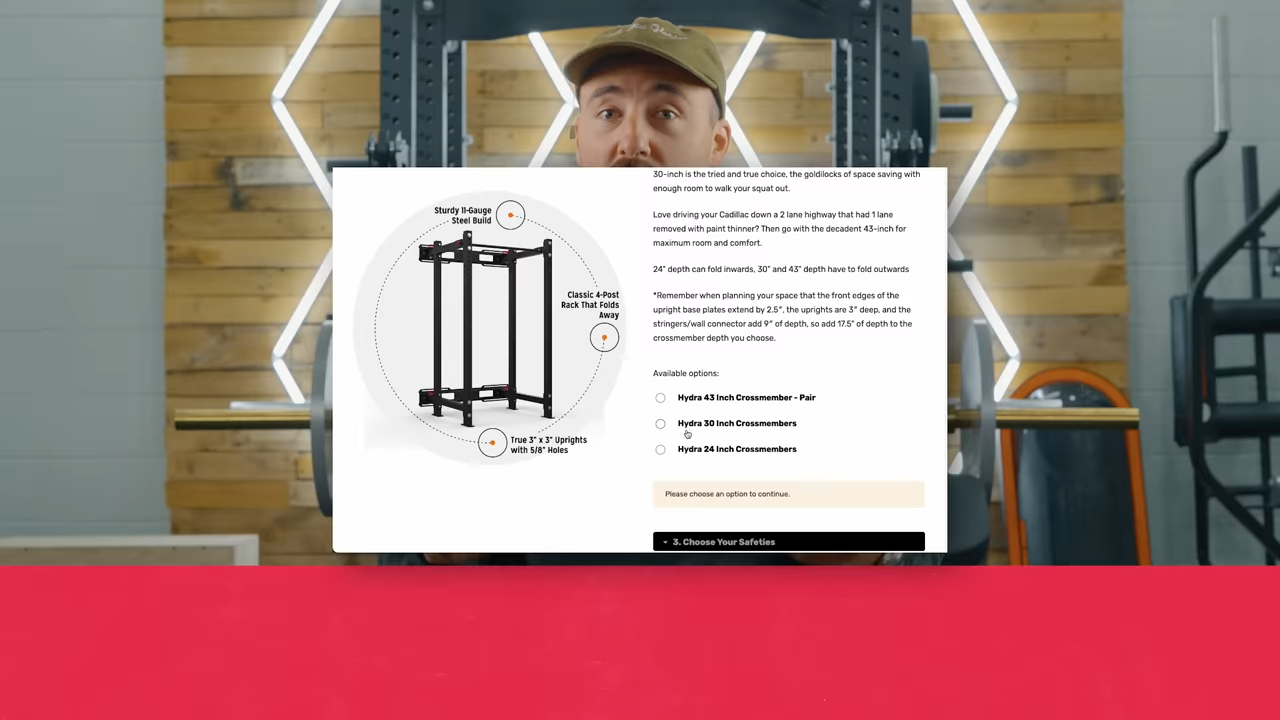 30-inch is the tried and true choice, the goldilocks of space saving with
enough room to walk your squat out.
Love driving your Cadillac down a 2 lane highway that had 1 lane
removed with paint thinner? Then go with the decadent 43-inch for
maximum room and comfort.
24" depth can fold inwards, 30" and 43" depth have to fold outwards
*Remember when planning your space that the front edges of the
upright base plates extend by 2.5", the uprights are 3" deep, and the
stringers/wall connector add 9" of depth, so add 17.5" of depth to the
crossmember depth you choose.
Available options:
Hydra 43 Inch Crossmember - Pair
Hydra 30 Inch Crossmembers
Hydra 24 Inch Crossmembers
Please choose an option to continue.
3. Choose Your Safeties
Sturdy 11-Gauge
Steel Build
Classic 4-Post
Rack That Folds
Away
True 3" x 3" Uprights
with 5/8" Holes